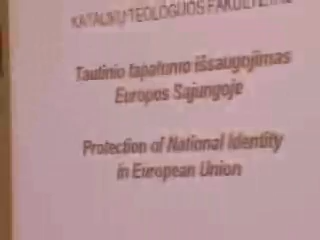 KATALIKŲ TEOLOGIJOS FAKULTETAS
Tautinio tapatumo išsaugojimas
Europos Sąjungoje
Protection of National Identity
in European Union